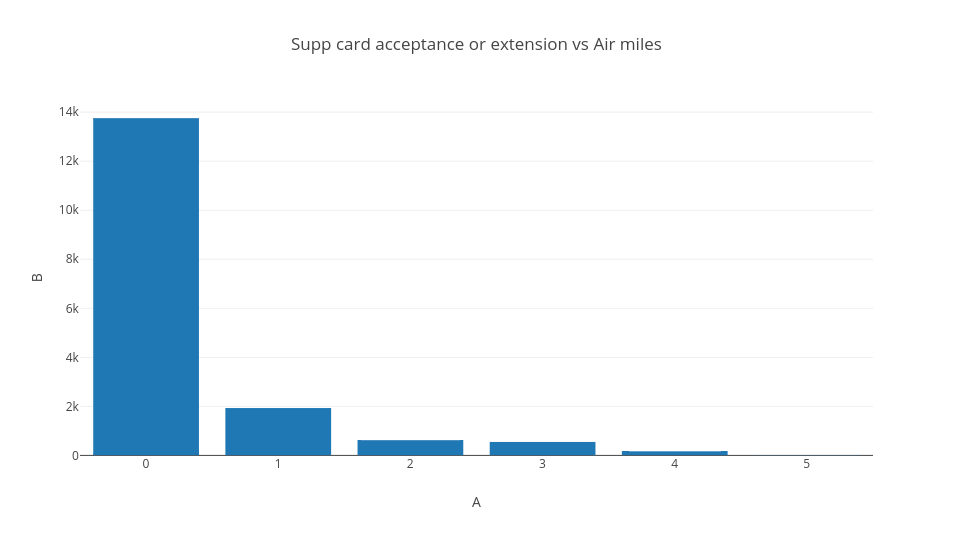 Supp card acceptance or extension vs Air miles
14k
12k
10k
8k
6k
4k
2k
0
B
0 1 2 3 4 5
A